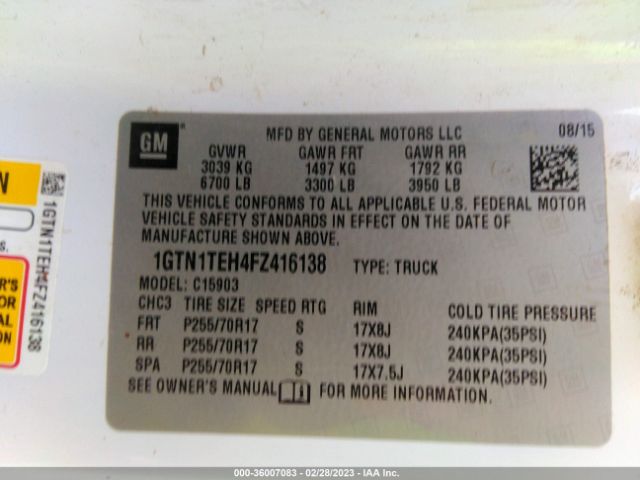 GM
MFD BY GENERAL MOTORS LLC 08/15
GVWR GAWR FRT GAWR RR
3039 KG 1497 KG 1792 KG
6700 LB 3300 LB 3950 LB
THIS VEHICLE CONFORMS TO ALL APPLICABLE U.S. FEDERAL MOTOR
VEHICLE SAFETY STANDARDS IN EFFECT ON THE DATE OF
MANUFACTURE SHOWN ABOVE.
1GTN1TEH4FZ416138 TYPE: TRUCK
MODEL: C15903
CHC3 TIRE SIZE SPEED RTG RIM COLD TIRE PRESSURE
FRT P255/70R17 S 17X8J 240KPA(35PSI)
RR P255/70R17 S 17X8J 240KPA(35PSI)
SPA P255/70R17 S 17X7.5J 240KPA(35PSI)
SEE OWNER'S MANUAL FOR MORE INFORMATION.
1GTN1TEH4FZ416138
000-36007083 - 02/28/2023 - IAA Inc.